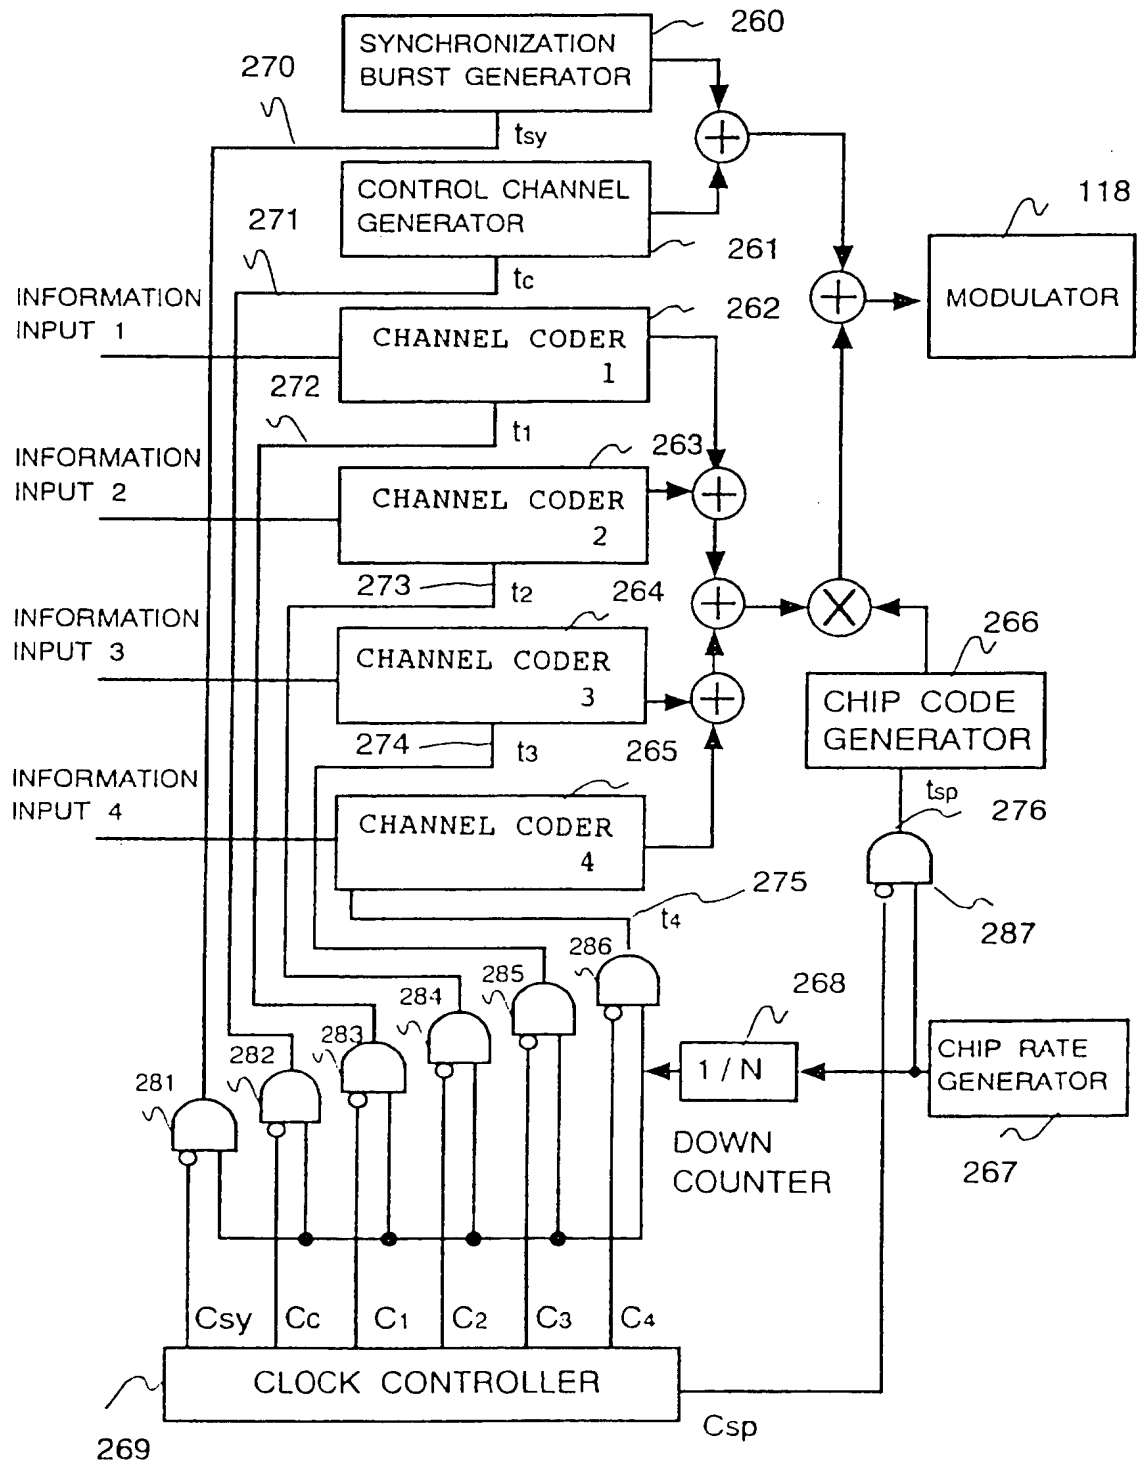 260
SYNCHRONIZATION
BURST GENERATOR
270
tsy
CONTROL CHANNEL
GENERATOR
118
271
261
tc
MODULATOR
INFORMATION
INPUT 1
262
CHANNEL CODER
1
272
t1
263
INFORMATION
INPUT 2
CHANNEL CODER
2
273
t2
264
INFORMATION
INPUT 3
266
CHANNEL CODER
3
CHIP CODE
GENERATOR
274
t3
265
INFORMATION
INPUT 4
tsp
276
CHANNEL CODER
4
275
t4
287
286
285
268
284
283
1/N
CHIP RATE
GENERATOR
282
281
DOWN
COUNTER
267
Csy
Cc
C1
C2
C3
C4
CLOCK CONTROLLER
Csp
269